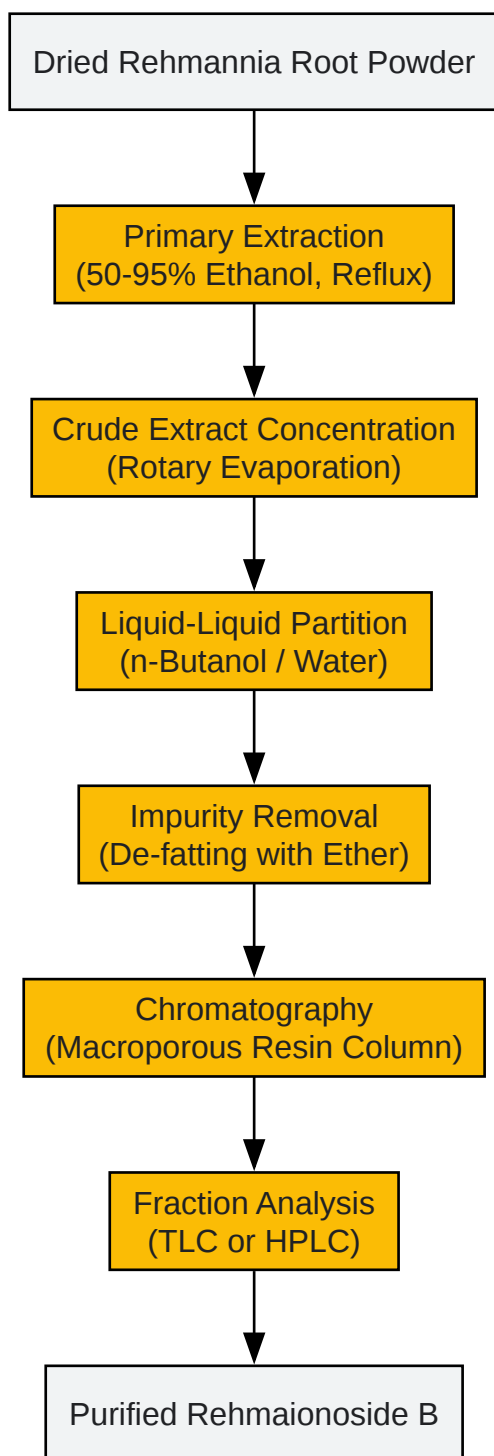 Dried Rehmannia Root Powder
Primary Extraction
(50-95% Ethanol, Reflux)
Crude Extract Concentration
(Rotary Evaporation)
Liquid-Liquid Partition
(n-Butanol / Water)
Impurity Removal
(De-fatting with Ether)
Chromatography
(Macroporous Resin Column)
Fraction Analysis
(TLC or HPLC)
Purified Rehmaionoside B